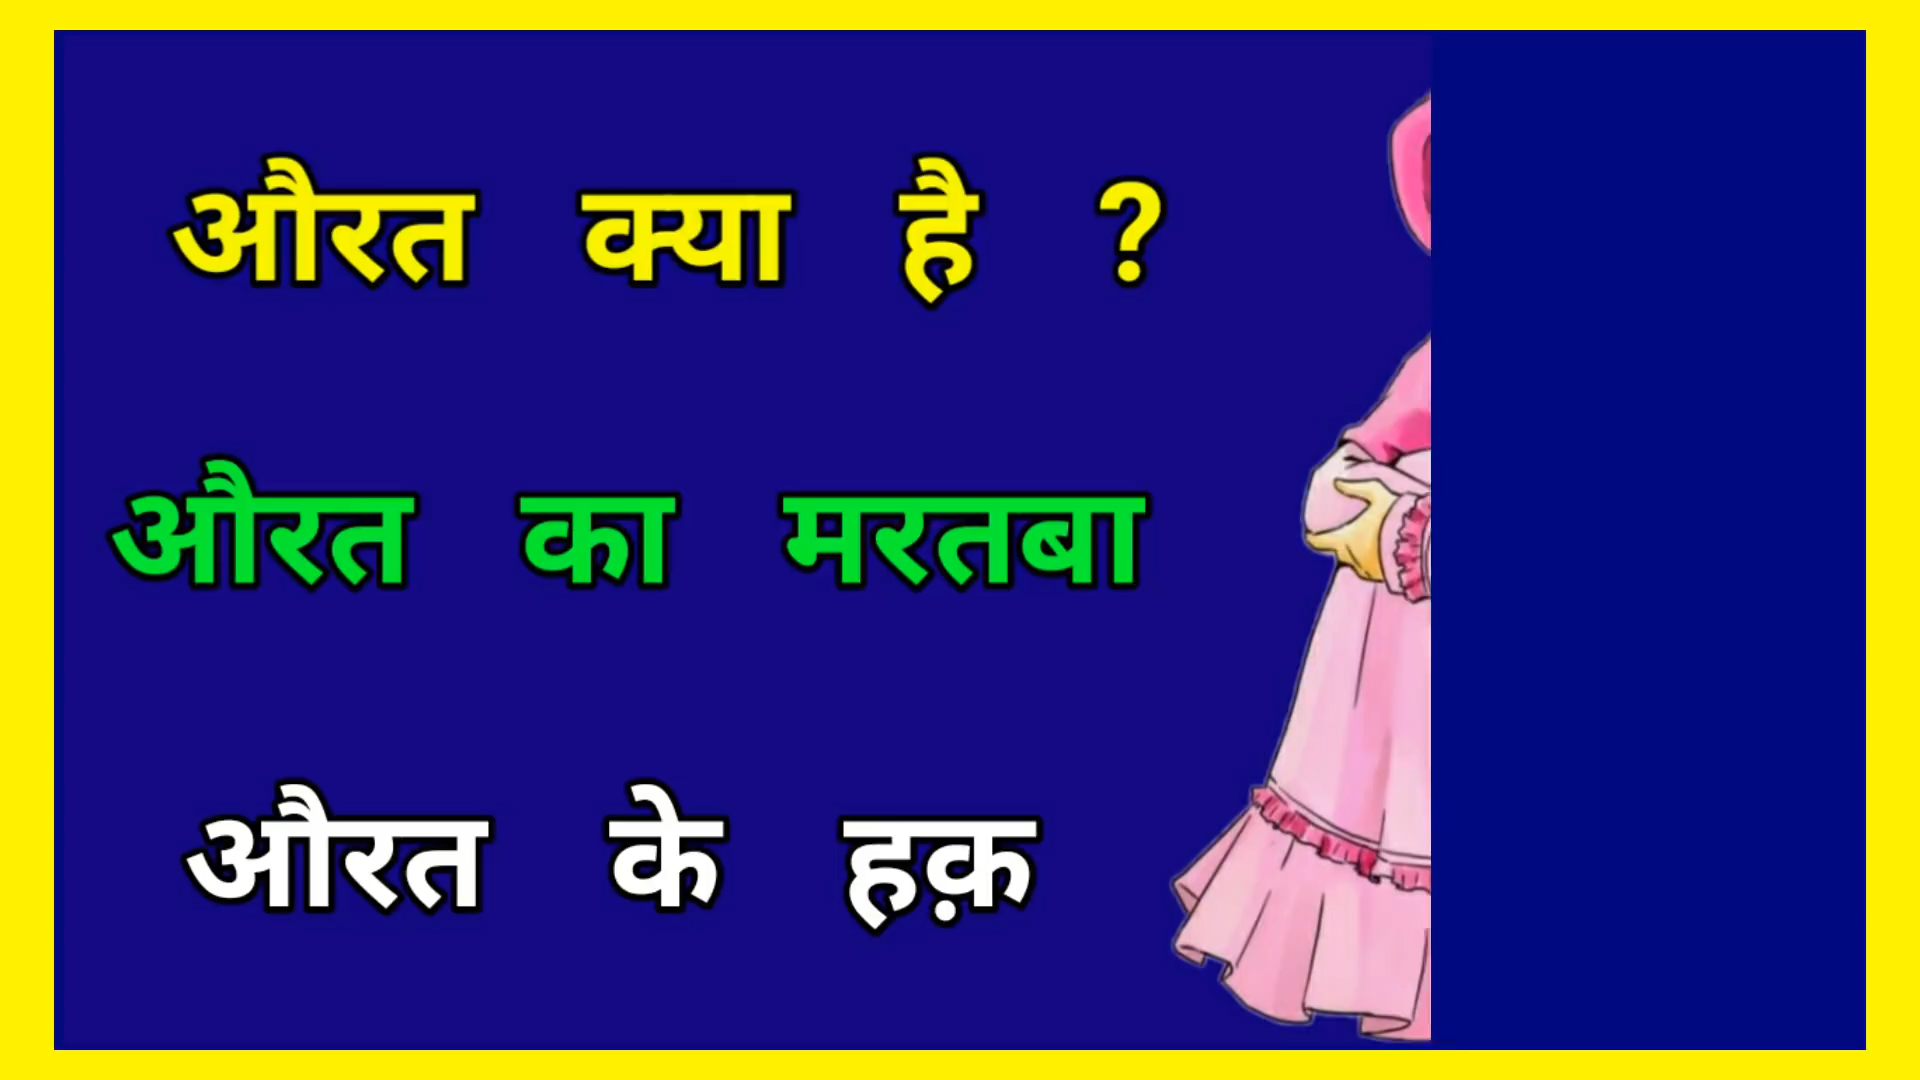 औरत क्या है ?
औरत का मरतबा
औरत के हक़